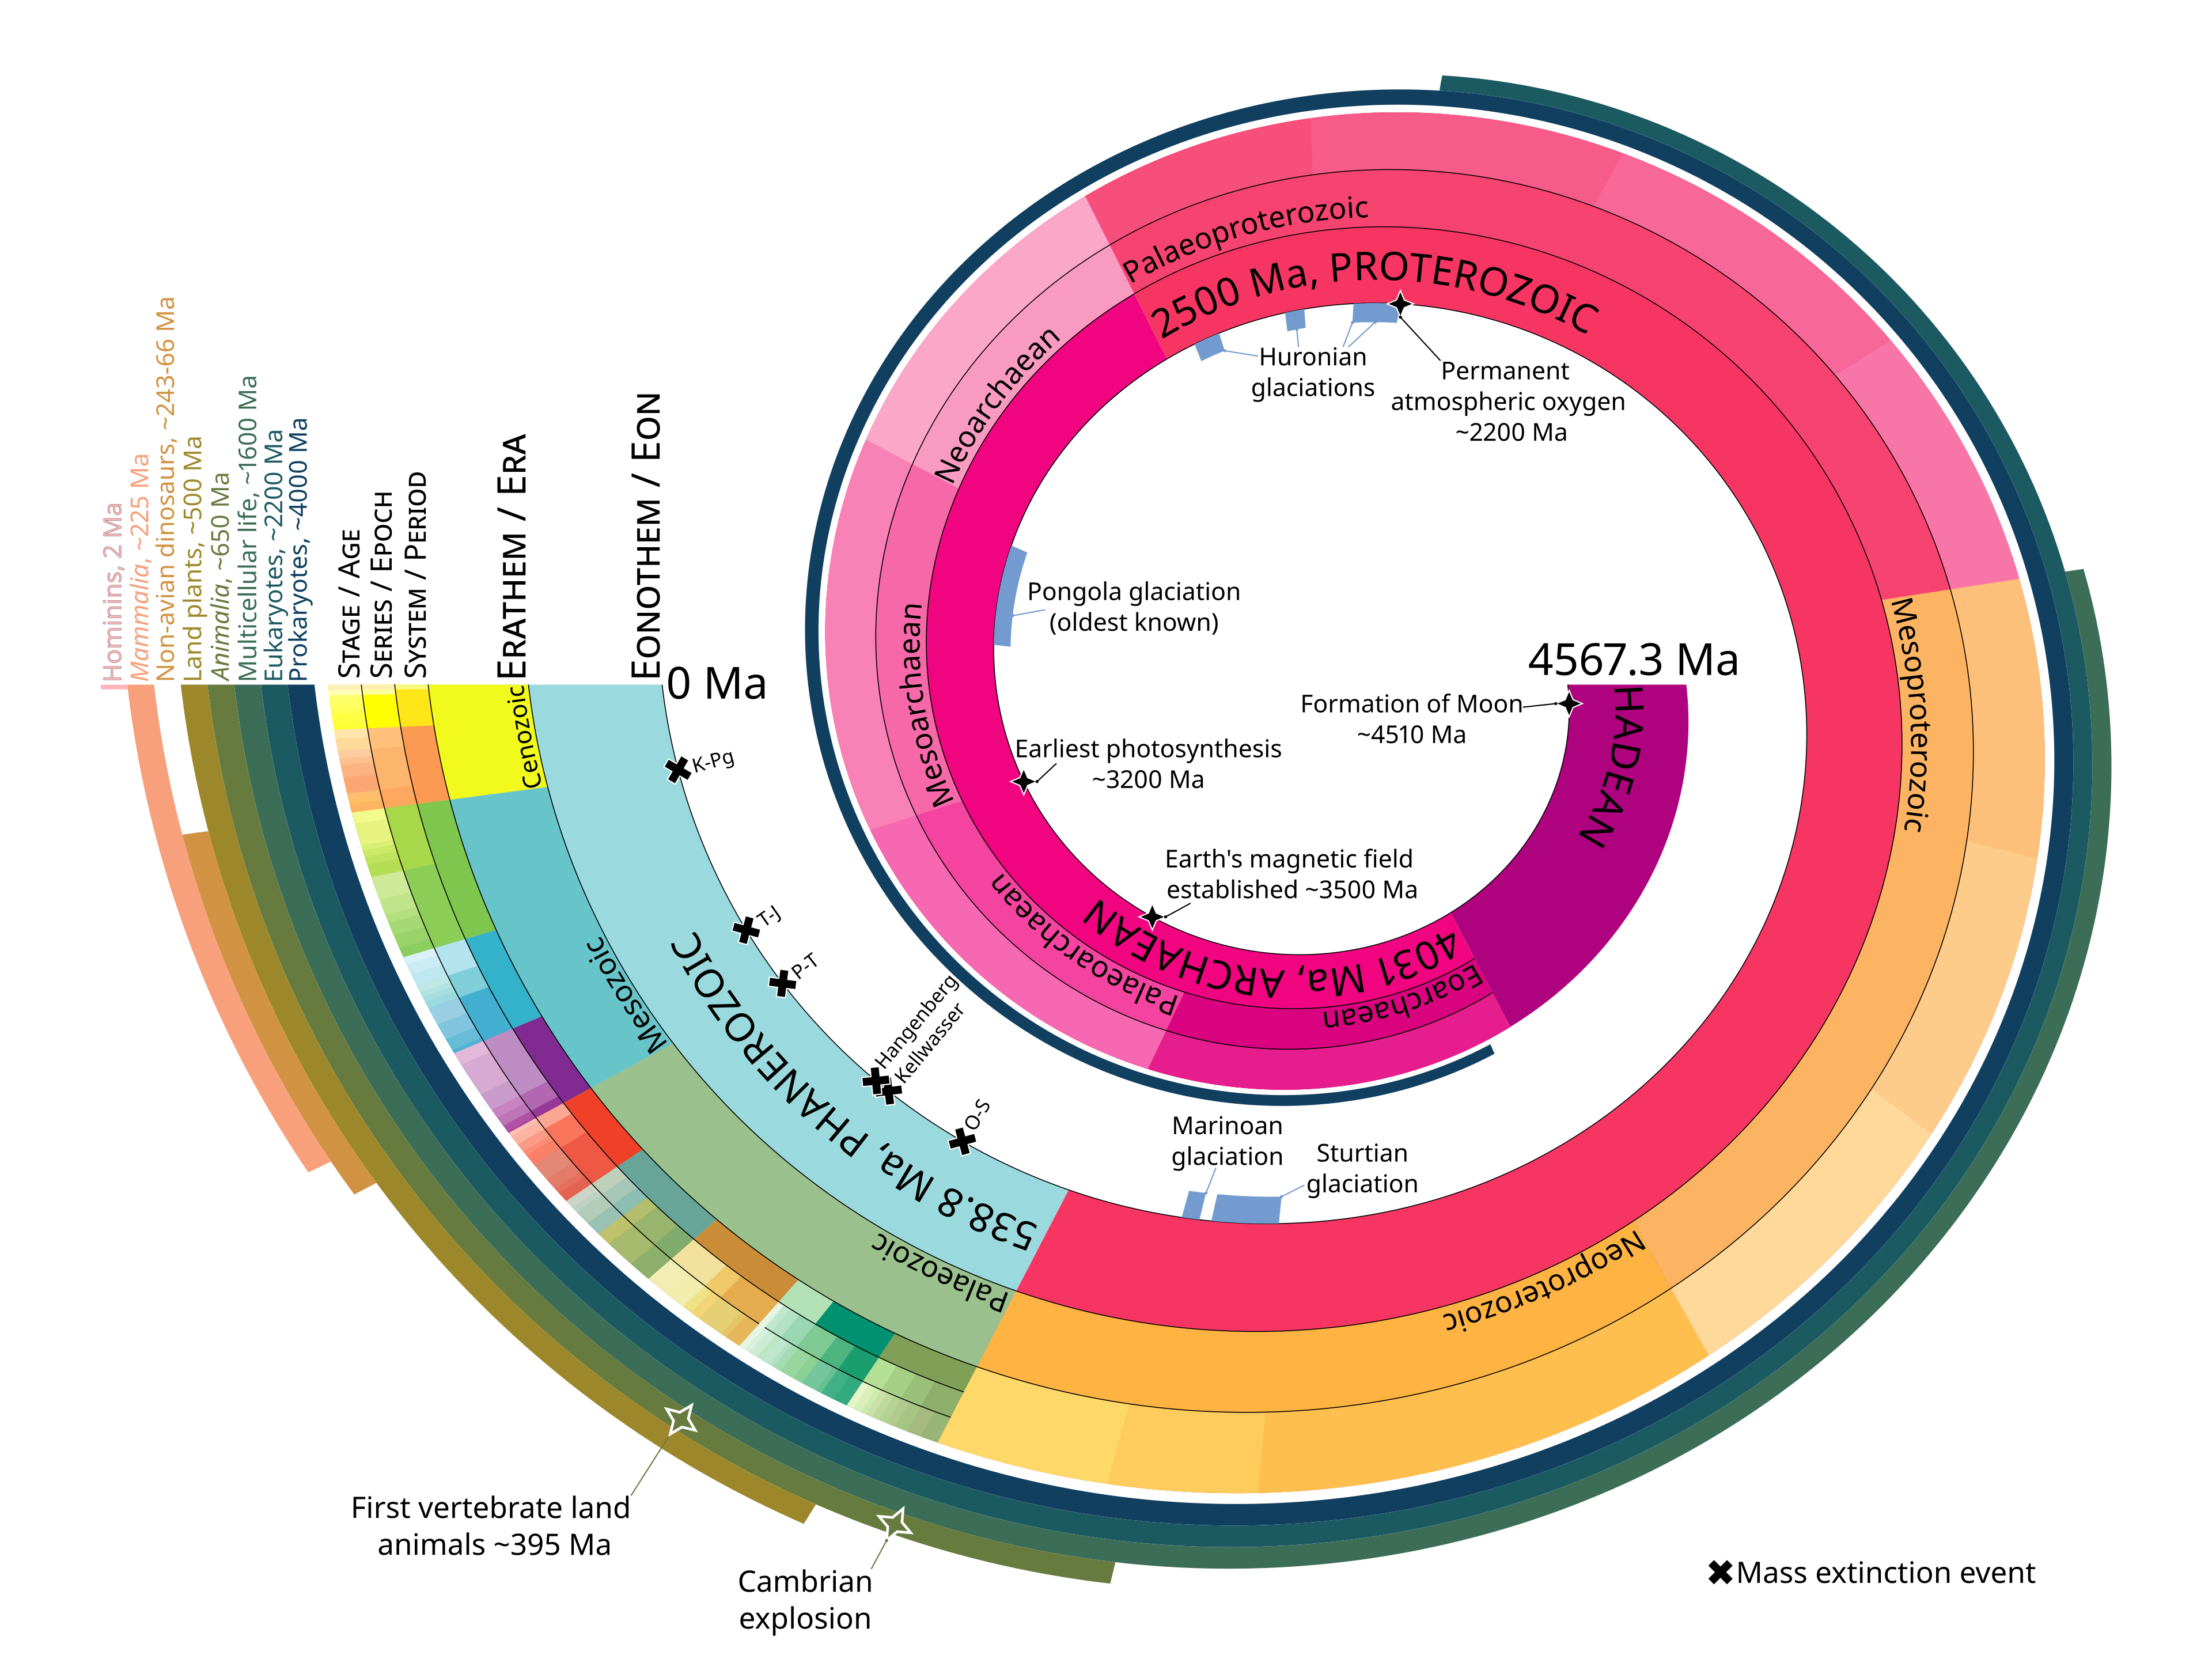 Hominins, 2 Ma
Mammalia, ~225 Ma
Non-avian dinosaurs, ~243-66 Ma
Land plants, ~500 Ma
Animalia, ~650 Ma
Multicellular life, ~1600 Ma
Eukaryotes, ~2200 Ma
Prokaryotes, ~4000 Ma
Stage / Age
Series / Epoch
System / Period
Erathem / Era
Eonothem / Eon
0 Ma
4567.3 Ma
HADEAN
Formation of Moon
~4510 Ma
4031 Ma, ARCHAEAN
Eoarchaean
Palaeoarchaean
Mesoarchaean
Neoarchaean
Earth's magnetic field
established ~3500 Ma
Earliest photosynthesis
~3200 Ma
Pongola glaciation
(oldest known)
2500 Ma, PROTEROZOIC
Palaeoproterozoic
Mesoproterozoic
Neoproterozoic
Huronian
glaciations
Permanent
atmospheric oxygen
~2200 Ma
Sturtian
glaciation
Marinoan
glaciation
538.8 Ma, PHANEROZOIC
Palaeozoic
Mesozoic
Cenozoic
O-S
Kellwasser
Hangenberg
P-T
T-J
K-Pg
First vertebrate land
animals ~395 Ma
Cambrian
explosion
Mass extinction event